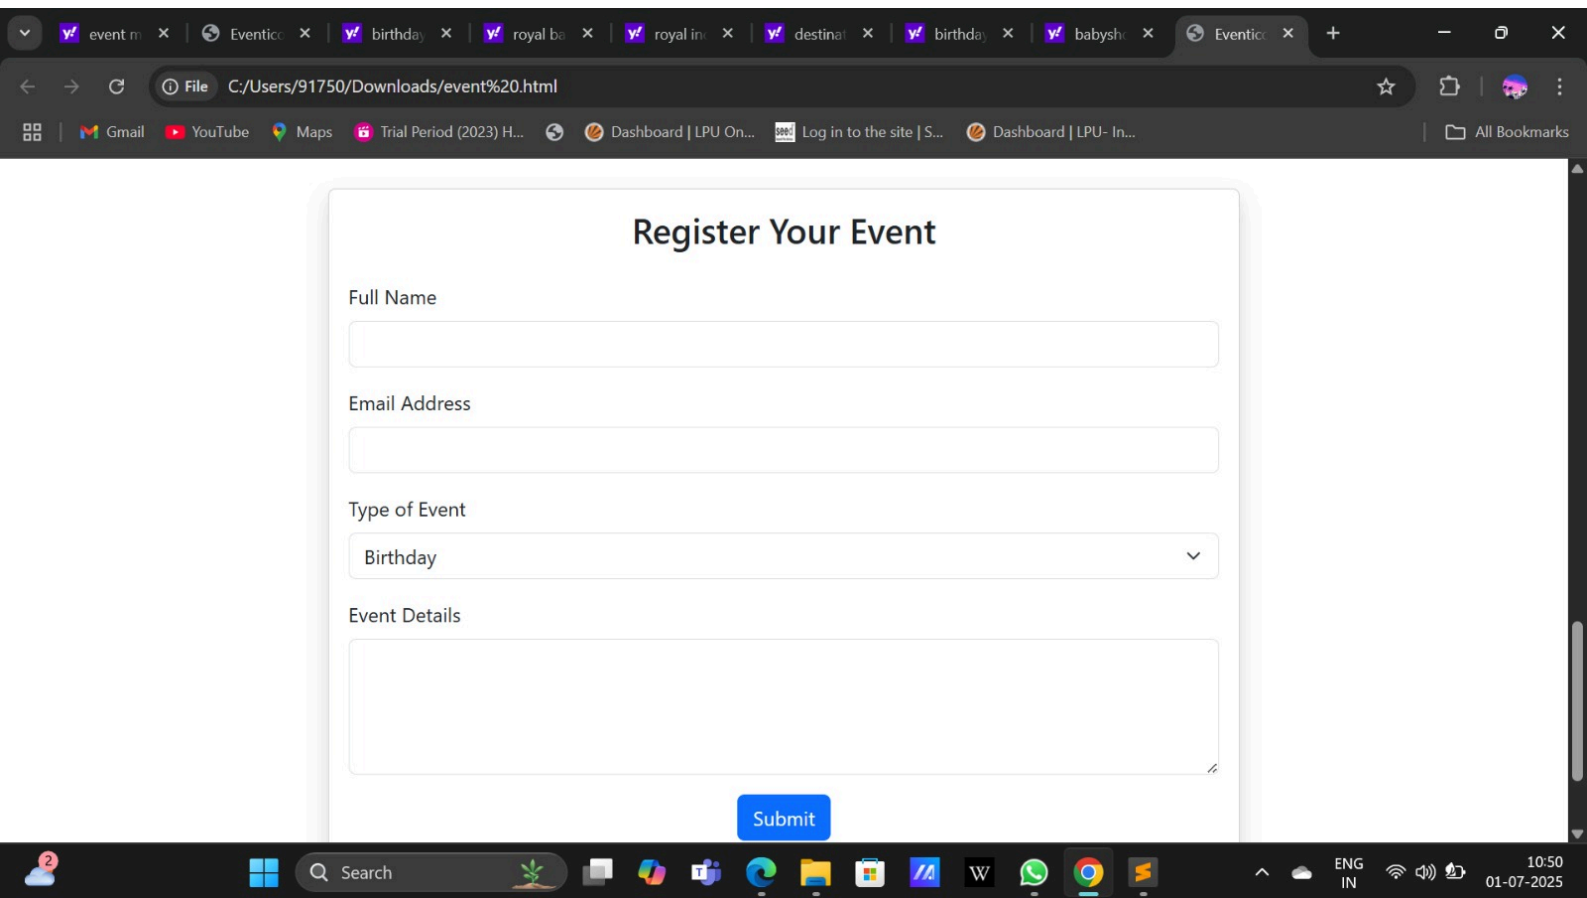 event m
Eventico
birthday
royal ba
royal in
destinat
birthday
babysh
Eventico
File C:/Users/91750/Downloads/event%20.html
Gmail
YouTube
Maps
Trial Period (2023) H...
Dashboard | LPU On...
seed Log in to the site | S...
Dashboard | LPU- In...
All Bookmarks
Register Your Event
Full Name
Email Address
Type of Event
Birthday
Event Details
Submit
2
Search
W
ENG
IN
10:50
01-07-2025